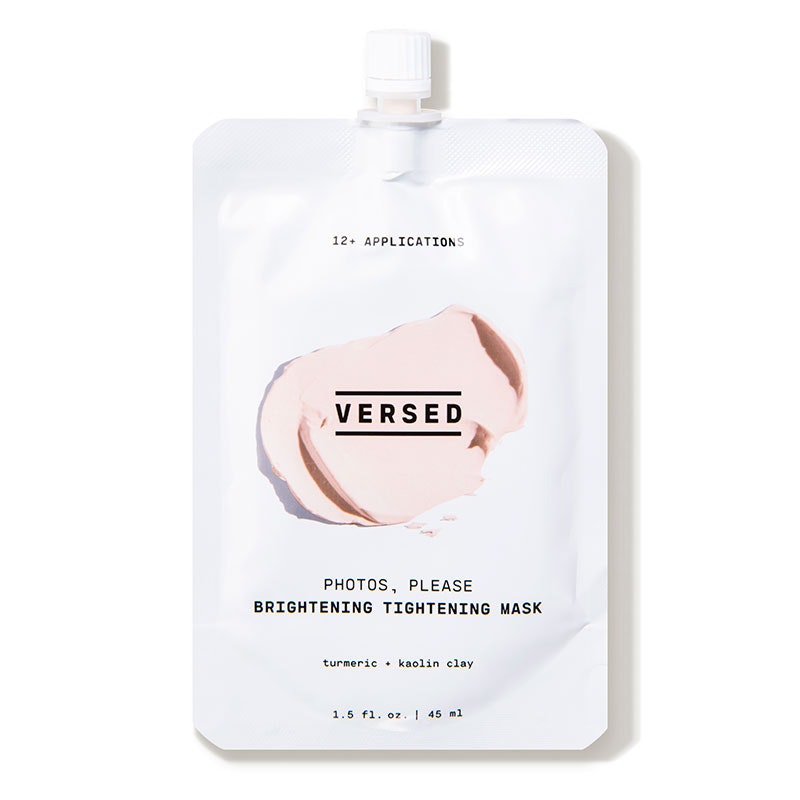 12+ APPLICATIONS
VERSED
PHOTOS, PLEASE
BRIGHTENING TIGHTENING MASK
turmeric + kaolin clay
1.5 fl. oz. | 45 ml